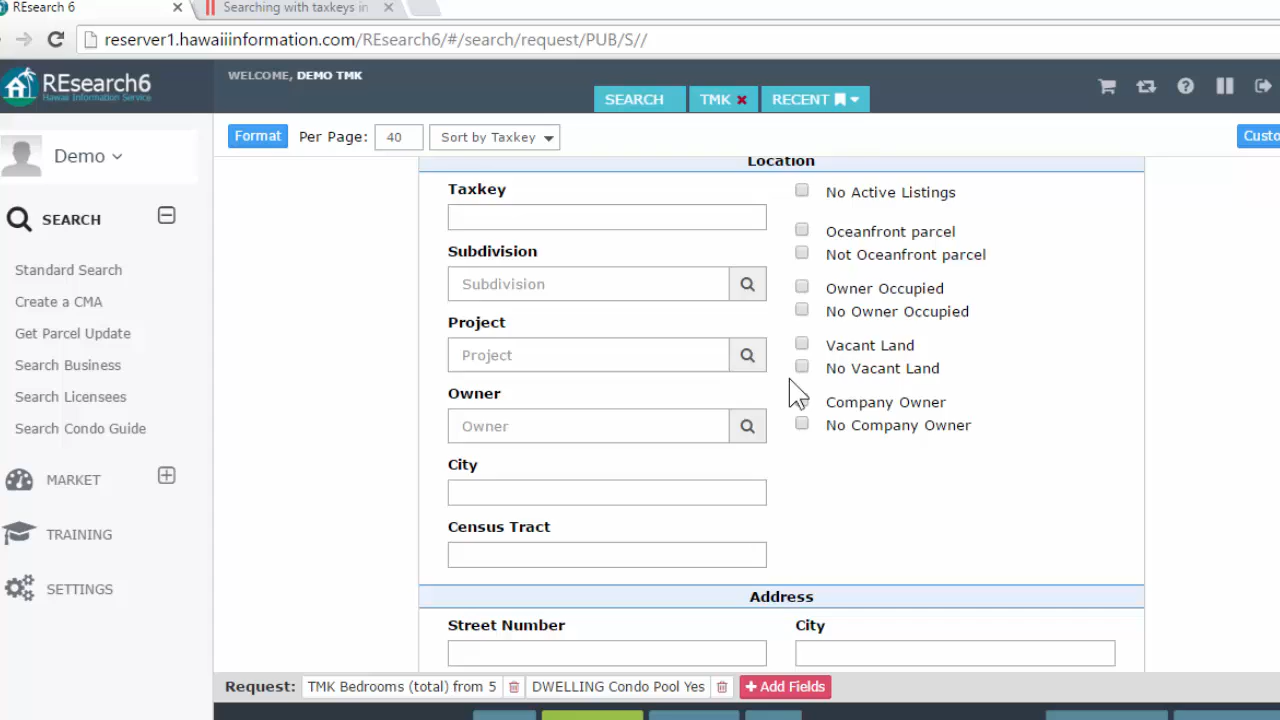 REsearch 6
Searching with taxkeys in
reserver1.hawaiiinformation.com/REsearch6/#/search/request/PUB/S//
REsearch6
Hawaii Information Service
WELCOME, DEMO TMK
SEARCH
TMK
RECENT
Format
Per Page:
40
Sort by Taxkey
Custo
Demo
SEARCH
Standard Search
Create a CMA
Get Parcel Update
Search Business
Search Licensees
Search Condo Guide
MARKET
TRAINING
SETTINGS
Location
Taxkey
Subdivision
Subdivision
Project
Project
Owner
Owner
City
Census Tract
No Active Listings
Oceanfront parcel
Not Oceanfront parcel
Owner Occupied
No Owner Occupied
Vacant Land
No Vacant Land
Company Owner
No Company Owner
Address
Street Number
City
Request:
TMK Bedrooms (total) from 5
DWELLING Condo Pool Yes
+ Add Fields